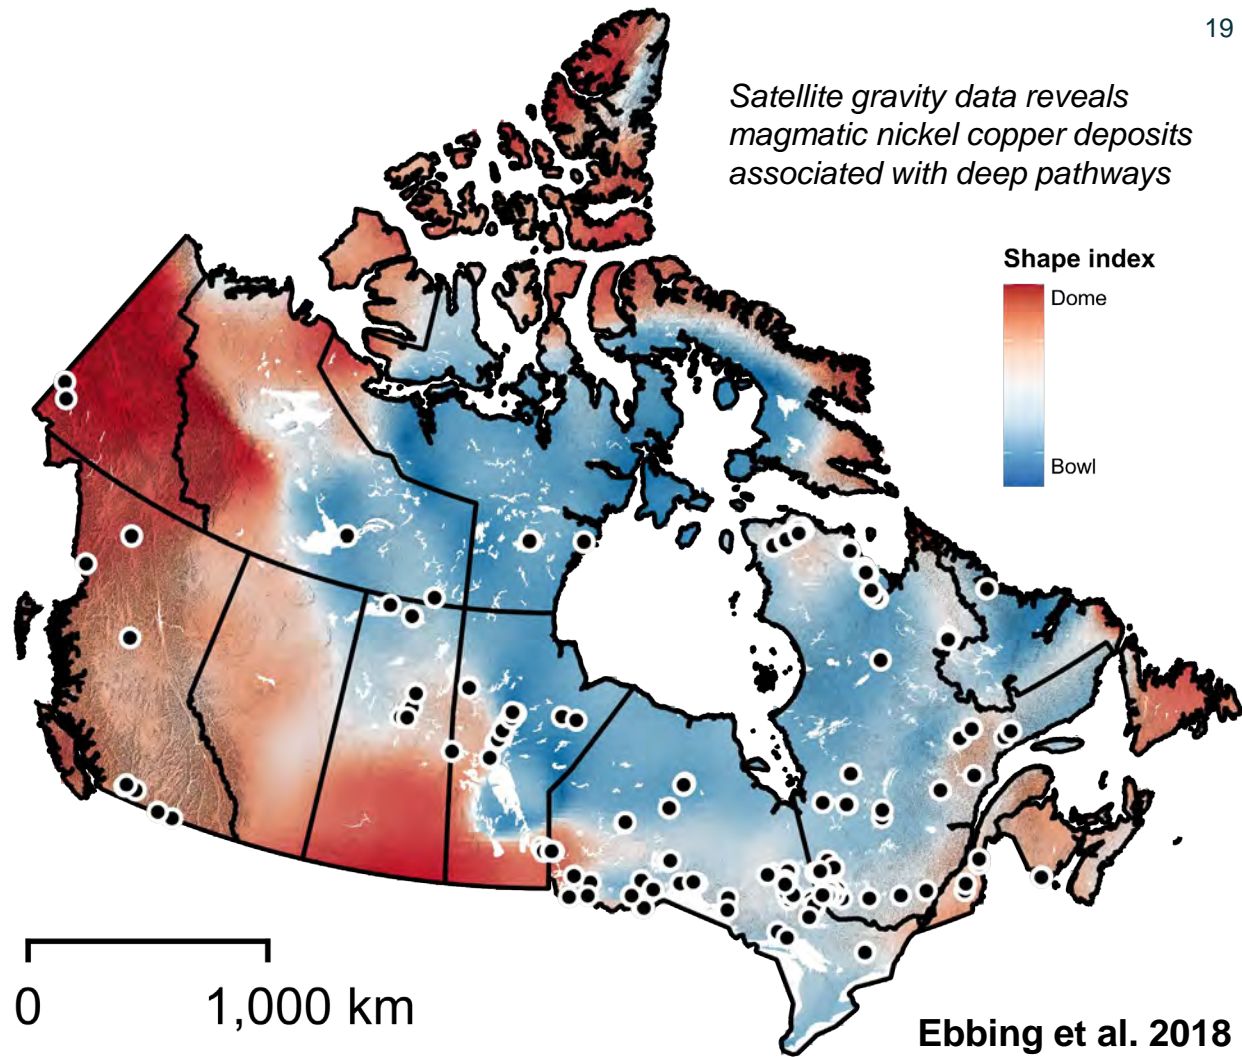 19
Satellite gravity data reveals
magmatic nickel copper deposits
associated with deep pathways
Shape index
Dome
Bowl
0 1,000 km
Ebbing et al. 2018